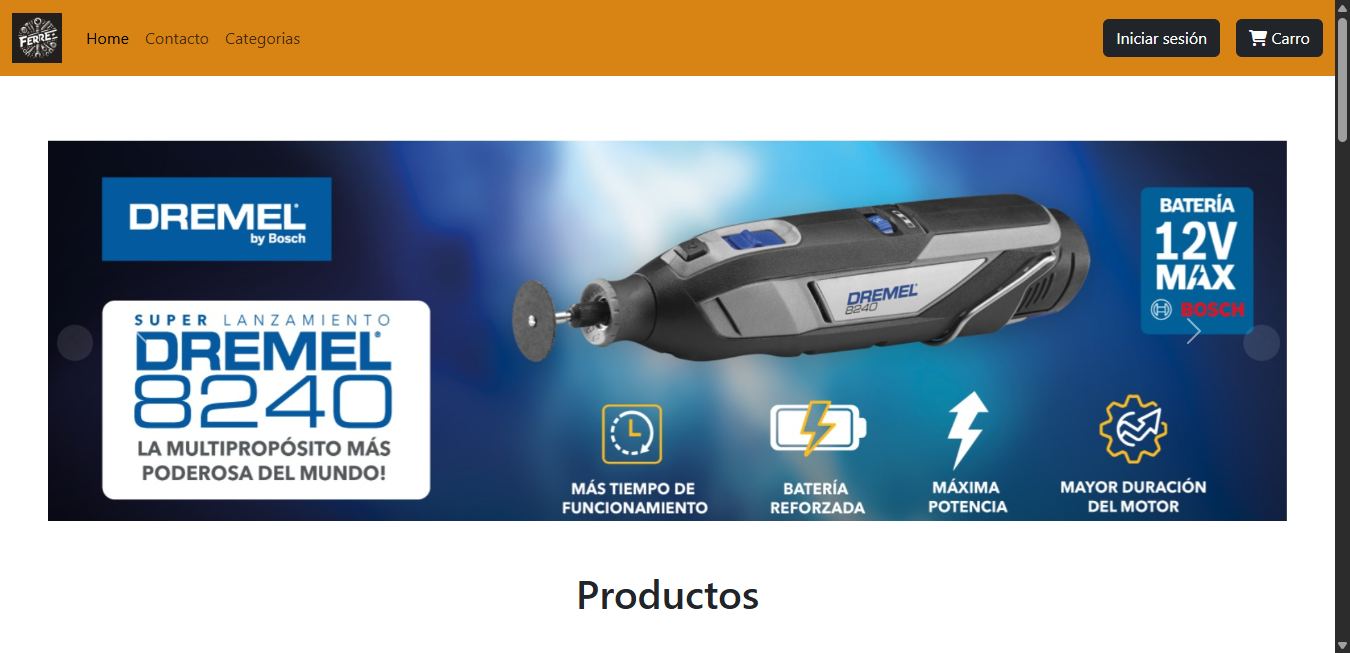 FERRET
Home
Contacto
Categorias
Iniciar sesión
Carro
DREMEL
by Bosch
SUPER LANZAMIENTO
DREMEL
8240
LA MULTIPROPÓSITO MÁS
PODEROSA DEL MUNDO!
DREMEL
8240
BATERÍA
12V
MAX
BOSCH
MÁS TIEMPO DE
FUNCIONAMIENTO
BATERÍA
REFORZADA
MÁXIMA
POTENCIA
MAYOR DURACIÓN
DEL MOTOR
Productos